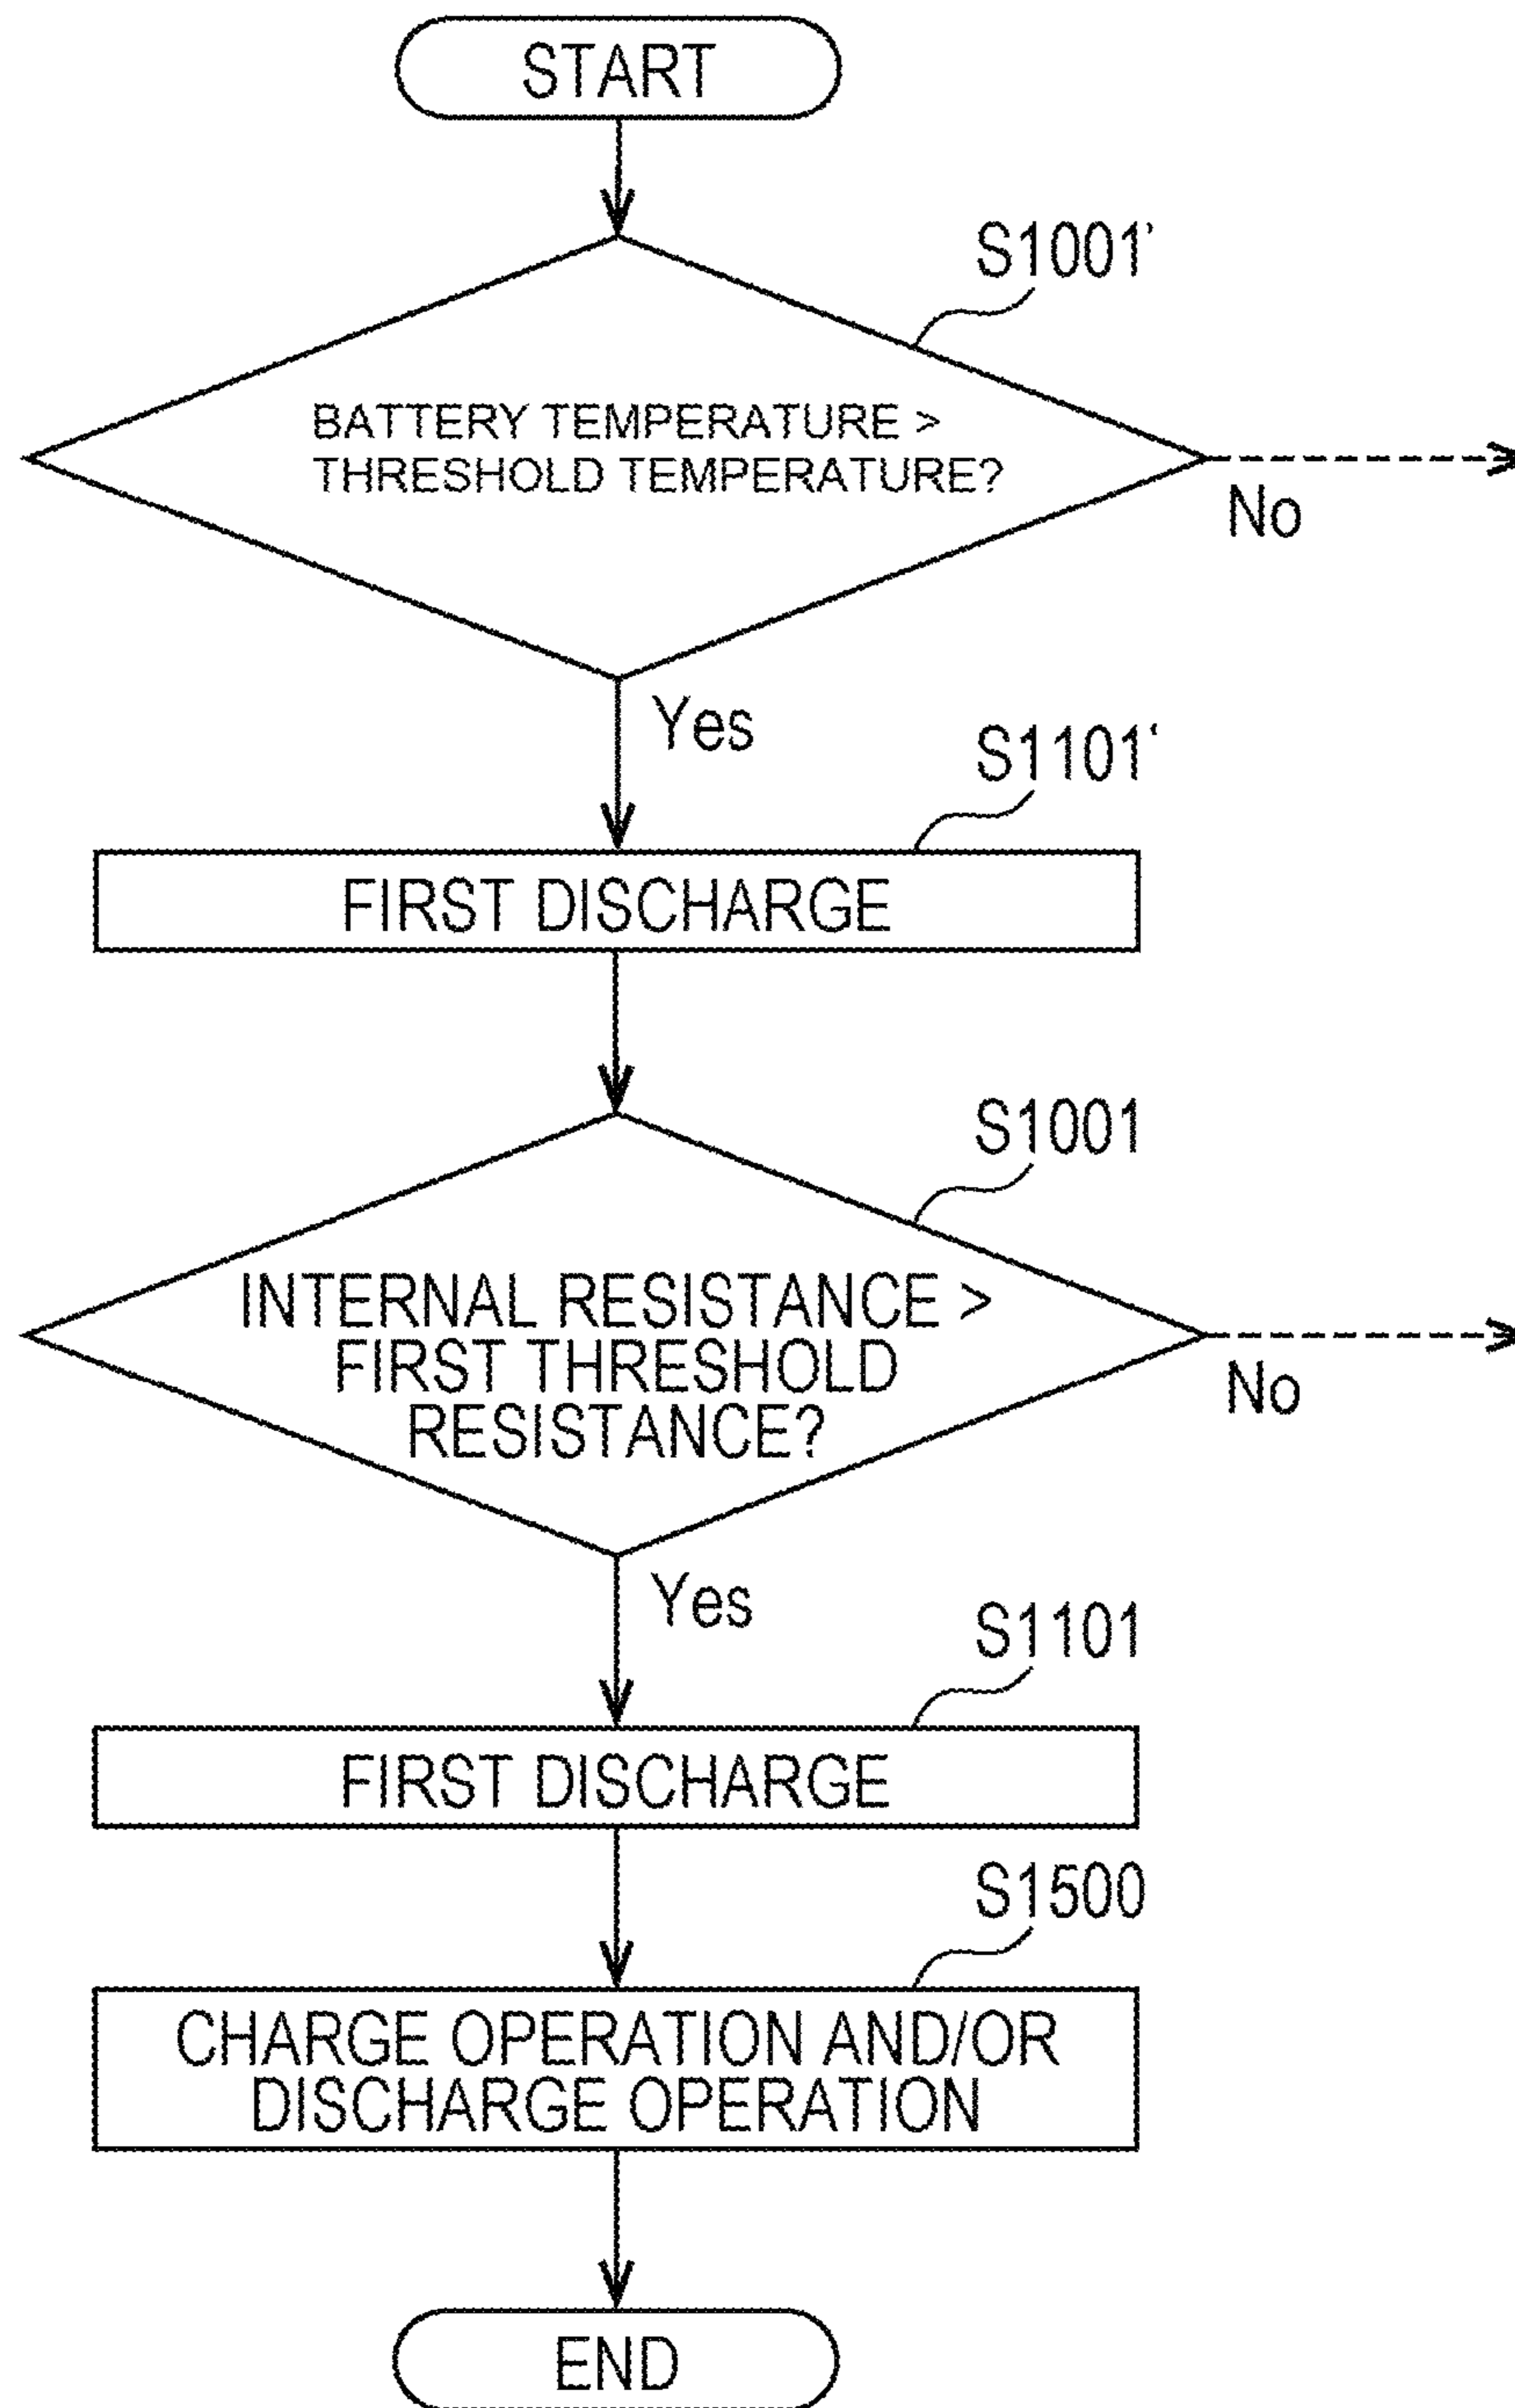 START
S1001'
BATTERY TEMPERATURE >
THRESHOLD TEMPERATURE?
No
Yes
S1101‘
FIRST DISCHARGE
S1001
INTERNAL RESISTANCE >
FIRST THRESHOLD
RESISTANCE?
No
Yes
S1101
FIRST DISCHARGE
S1500
CHARGE OPERATION AND/OR
DISCHARGE OPERATION
END